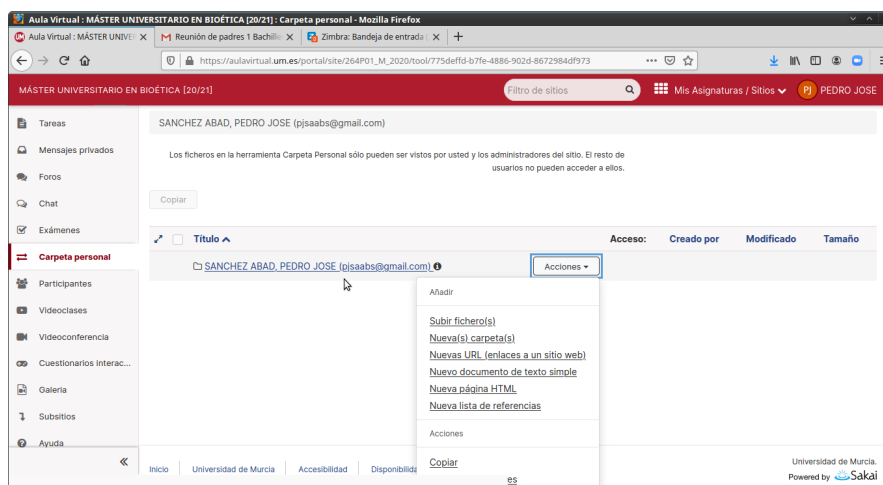 Aula Virtual : MÁSTER UNIVERSITARIO EN BIOÉTICA [20/21] : Carpeta personal - Mozilla Firefox
Aula Virtual : MÁSTER UNIVE
Reunión de padres 1 Bachille
Zimbra: Bandeja de entrada (
https://aulavirtual.um.es/portal/site/264P01_M_2020/tool/775deffd-b7fe-4886-902d-8672984df973
MÁSTER UNIVERSITARIO EN BIOÉTICA [20/21]
Filtro de sitios
Mis Asignaturas / Sitios
PJ
PEDRO JOSE
Tareas
Mensajes privados
Foros
Chat
Exámenes
Carpeta personal
Participantes
Videoclases
Videoconferencia
Cuestionarios interac...
Galeria
Subsitios
Ayuda
SANCHEZ ABAD, PEDRO JOSE (pjsaabs@gmail.com)
Los ficheros en la herramienta Carpeta Personal sólo pueden ser vistos por usted y los administradores del sitio. El resto de
usuarios no pueden acceder a ellos.
Copiar
Título
Acceso:
Creado por
Modificado
Tamaño
SANCHEZ ABAD, PEDRO JOSE (pjsaabs@gmail.com)
Acciones
Añadir
Subir fichero(s)
Nueva(s) carpeta(s)
Nuevas URL (enlaces a un sitio web)
Nuevo documento de texto simple
Nueva página HTML
Nueva lista de referencias
Acciones
Copiar
es
Inicio
Universidad de Murcia
Accesibilidad
Disponibilida
Universidad de Murcia.
Powered by Sakai